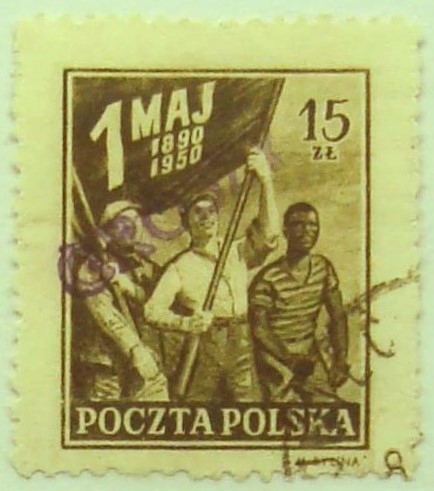 1 MAJ
1890
1950
15
ZŁ
POCZTA POLSKA